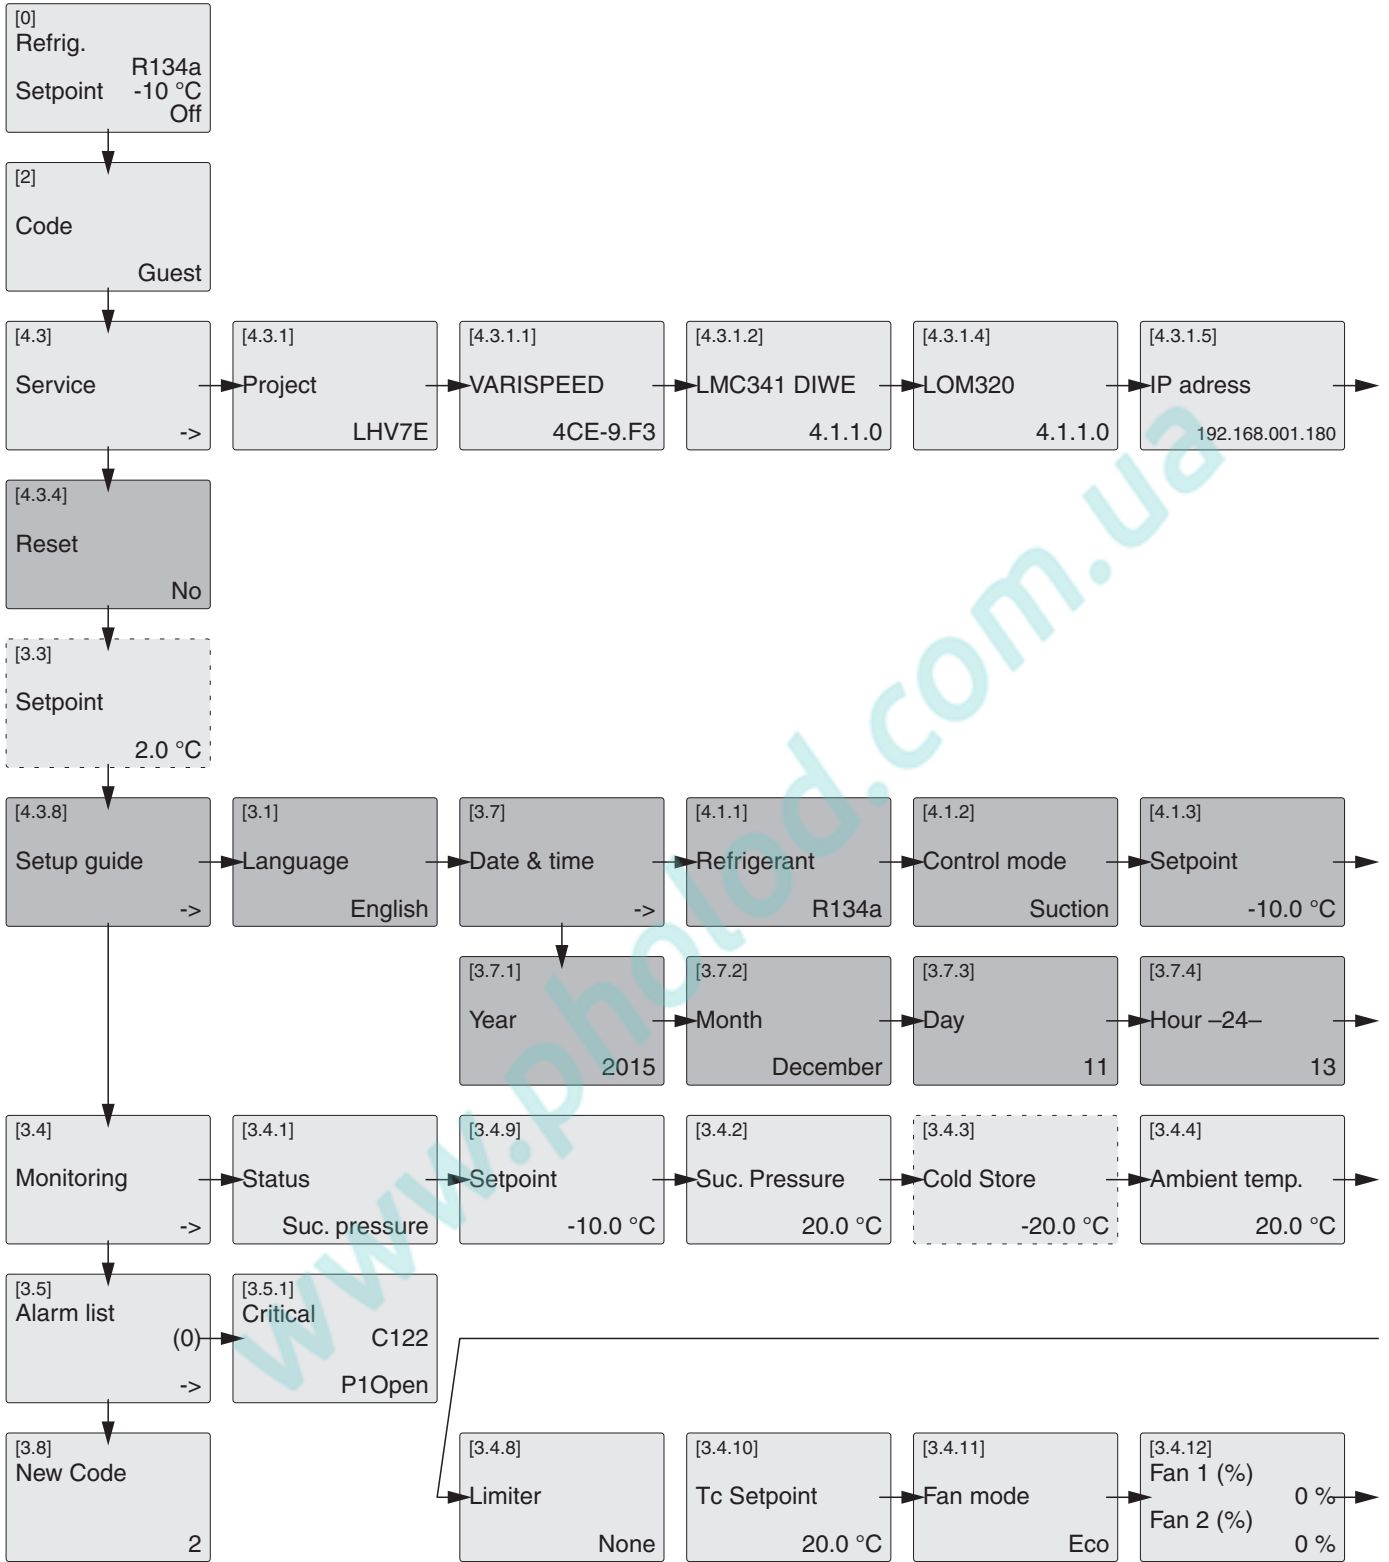 [0]
Refrig.
R134a
Setpoint -10 °C
Off
[2]
Code
Guest
[4.3]
Service
->
[4.3.1]
Project
LHV7E
[4.3.1.1]
VARISPEED
4CE-9.F3
[4.3.1.2]
LMC341 DIWE
4.1.1.0
[4.3.1.4]
LOM320
4.1.1.0
[4.3.1.5]
IP adress
192.168.001.180
[4.3.4]
Reset
No
[3.3]
Setpoint
2.0 °C
[4.3.8]
Setup guide
->
[3.1]
Language
English
[3.7]
Date & time
->
[4.1.1]
Refrigerant
R134a
[4.1.2]
Control mode
Suction
[4.1.3]
Setpoint
-10.0 °C
[3.7.1]
Year
2015
[3.7.2]
Month
December
[3.7.3]
Day
11
[3.7.4]
Hour –24–
13
[3.4]
Monitoring
->
[3.4.1]
Status
Suc. pressure
[3.4.9]
Setpoint
-10.0 °C
[3.4.2]
Suc. Pressure
20.0 °C
[3.4.3]
Cold Store
-20.0 °C
[3.4.4]
Ambient temp.
20.0 °C
[3.5]
Alarm list
(0)
->
[3.5.1]
Critical
C122
P1Open
[3.8]
New Code
2
[3.4.8]
Limiter
None
[3.4.10]
Tc Setpoint
20.0 °C
[3.4.11]
Fan mode
Eco
[3.4.12]
Fan 1 (%)
0 %
Fan 2 (%)
0 %
www.pholod.com.ua